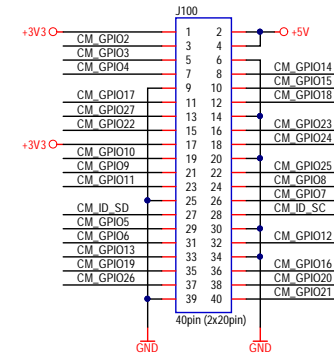 J100
+3V3 1 2 +5V
CM_GPIO2 3 4
CM_GPIO3 5 6
CM_GPIO4 7 8 CM_GPIO14
9 10 CM_GPIO15
CM_GPIO17 11 12 CM_GPIO18
CM_GPIO27 13 14
CM_GPIO22 15 16 CM_GPIO23
+3V3 17 18 CM_GPIO24
CM_GPIO10 19 20
CM_GPIO9 21 22 CM_GPIO25
CM_GPIO11 23 24 CM_GPIO8
25 26 CM_GPIO7
CM_ID_SD 27 28 CM_ID_SC
CM_GPIO5 29 30
CM_GPIO6 31 32 CM_GPIO12
CM_GPIO13 33 34
CM_GPIO19 35 36 CM_GPIO16
CM_GPIO26 37 38 CM_GPIO20
39 40 CM_GPIO21
40pin (2x20pin)
GND GND